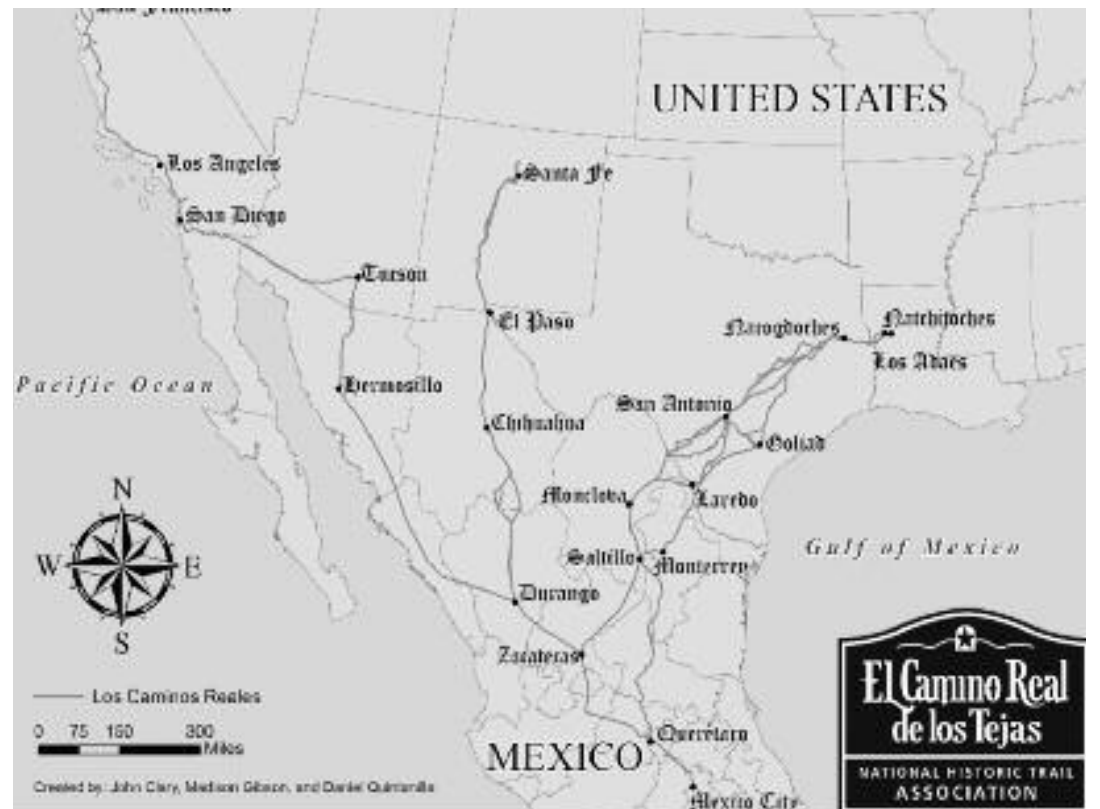 San Francisco
UNITED STATES
Los Angeles
Santa Fe
San Diego
Tucson
El Paso
Nacogdoches
Natchitoches
Los Adaes
Pacific Ocean
Hermosillo
San Antonio
Chihuahua
Goliad
Monclova
Laredo
N
W
E
S
Gulf of Mexico
Saltillo
Monterrey
Durango
Zacatecas
El Camino Real
de los Tejas
NATIONAL HISTORIC TRAIL
ASSOCIATION
Los Caminos Reales
0 75 150 300
Miles
MEXICO
Querétaro
Mexico City
Created by: John Clary, Madison Gibson, and Daniel Quintanilla